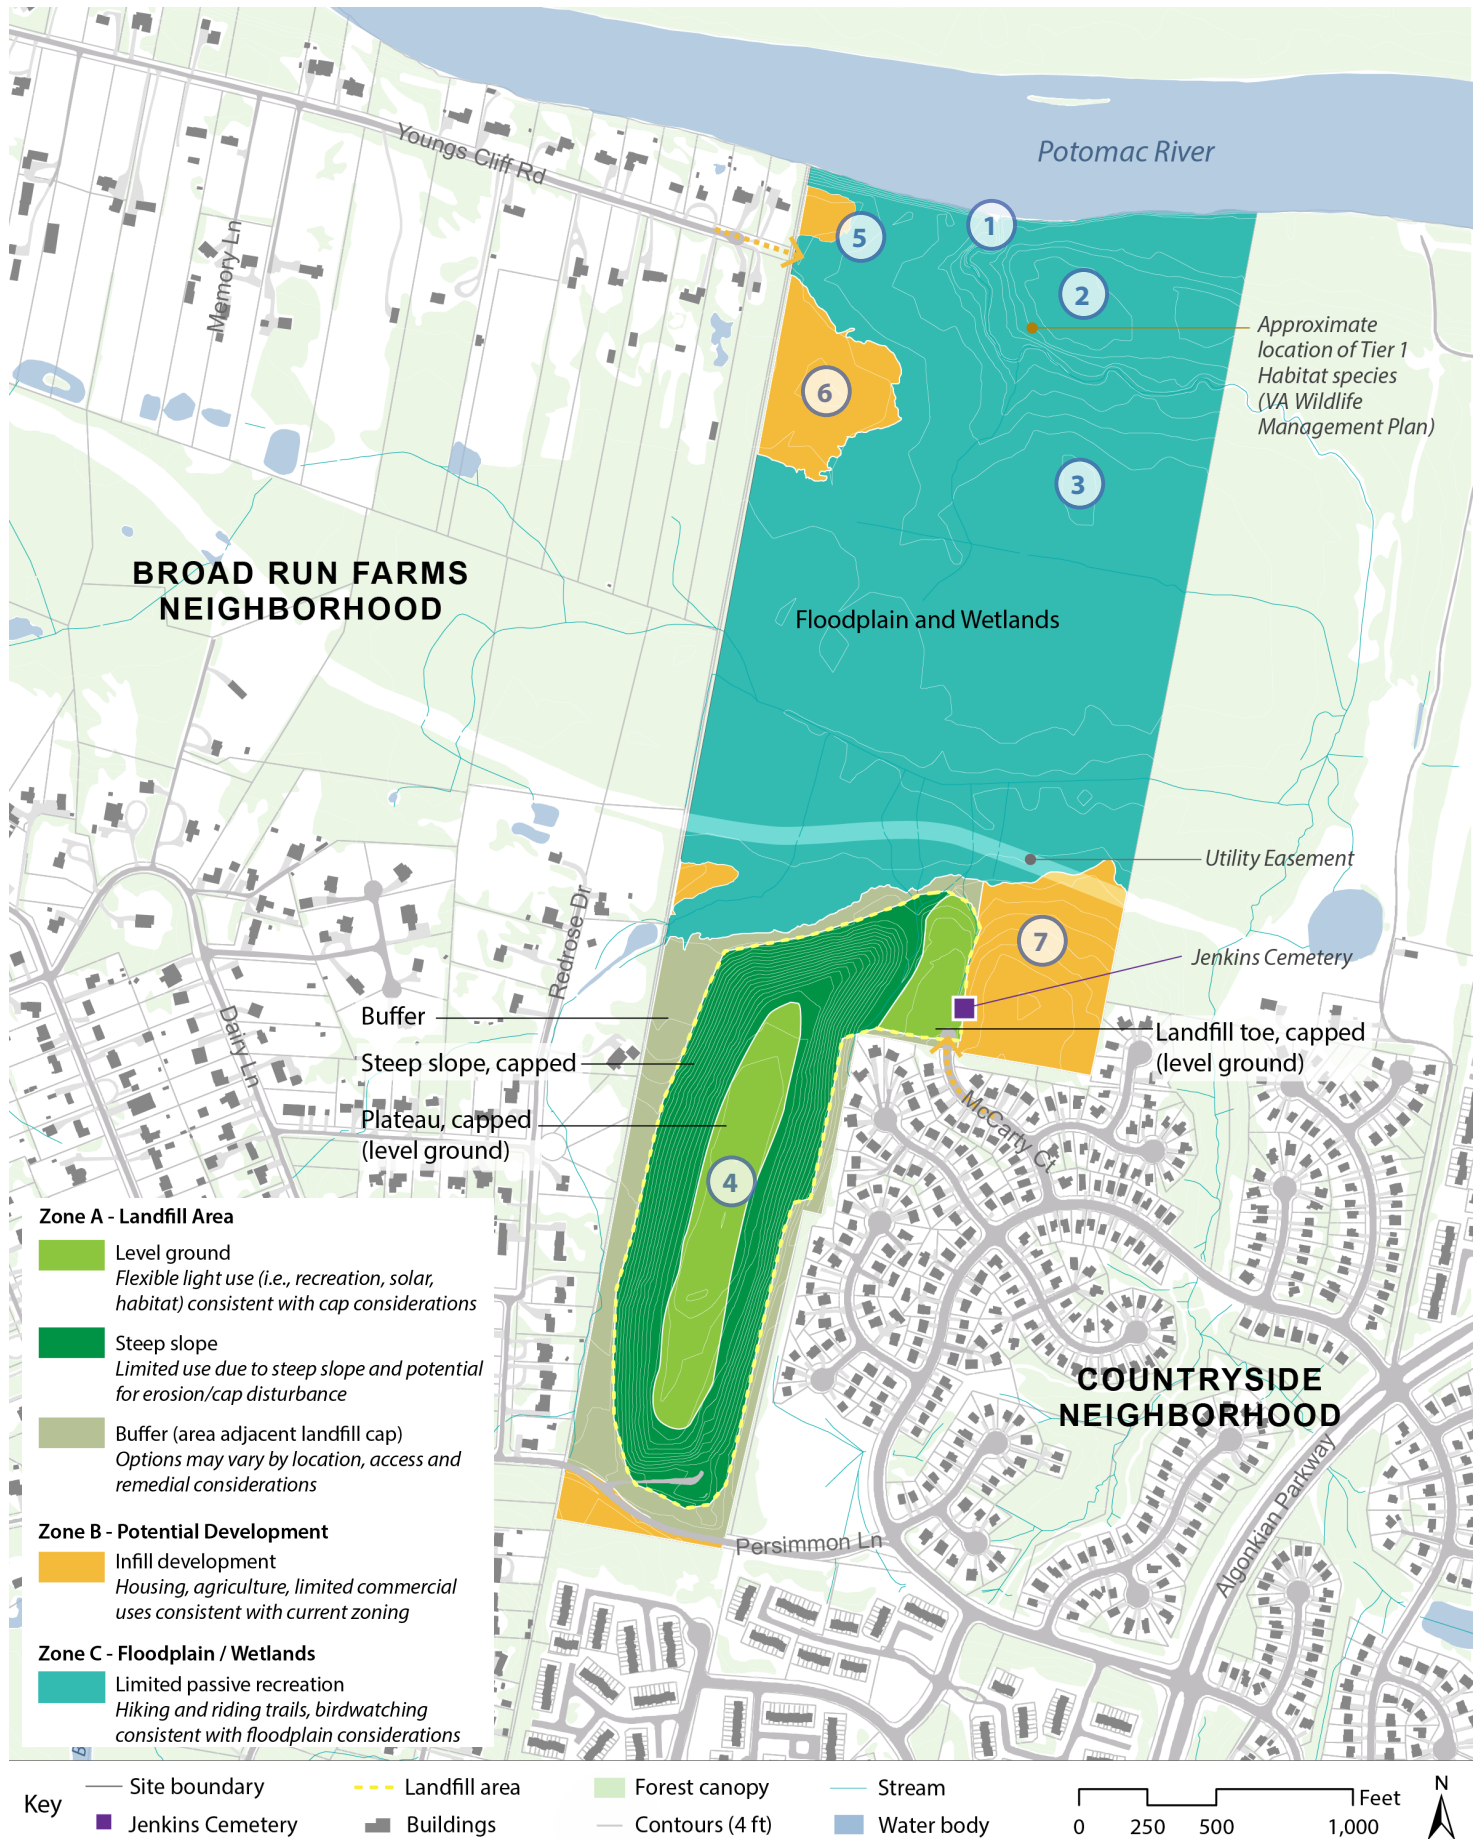 Potomac River
Youngs Cliff Rd
Memory Ln
1
5
2
Approximate
location of Tier 1
Habitat species
(VA Wildlife
Management Plan)
6
3
BROAD RUN FARMS
NEIGHBORHOOD
Floodplain and Wetlands
Utility Easement
7
Jenkins Cemetery
Redrose Dr
Dairy Ln
Buffer
Landfill toe, capped
(level ground)
Steep slope, capped
McCarty Ct
Plateau, capped
(level ground)
4
Zone A - Landfill Area
Level ground
Flexible light use (i.e., recreation, solar,
habitat) consistent with cap considerations
Steep slope
Limited use due to steep slope and potential
for erosion/cap disturbance
Buffer (area adjacent landfill cap)
Options may vary by location, access and
remedial considerations
Zone B - Potential Development
Infill development
Housing, agriculture, limited commercial
uses consistent with current zoning
Zone C - Floodplain / Wetlands
Limited passive recreation
Hiking and riding trails, birdwatching
consistent with floodplain considerations
COUNTRYSIDE
NEIGHBORHOOD
Algonkian Parkway
Persimmon Ln
Key
Site boundary
Landfill area
Forest canopy
Stream
Jenkins Cemetery
Buildings
Contours (4 ft)
Water body
Feet
0 250 500 1,000
N